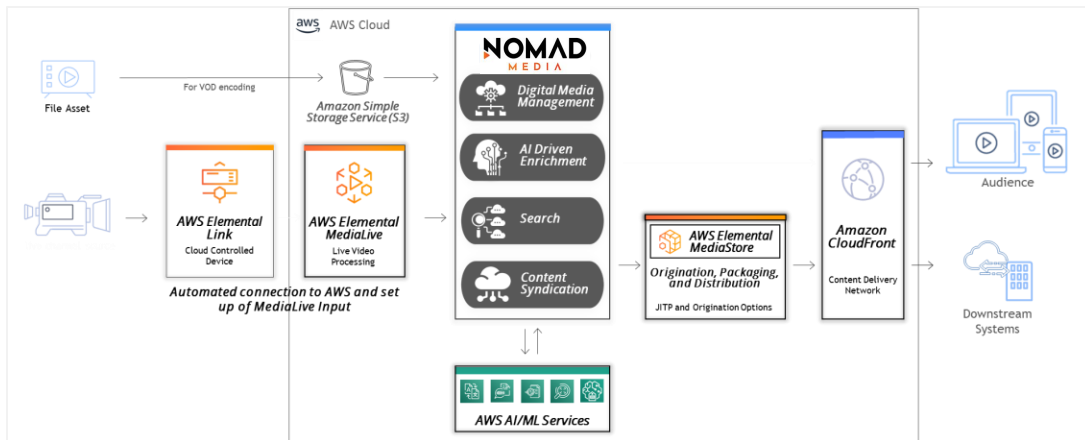 aws AWS Cloud
File Asset
For VOD encoding
Amazon Simple
Storage Service (S3)
NOMAD
MEDIA
Digital Media
Management
AI Driven
Enrichment
Search
Content
Syndication
AWS Elemental
Link
Cloud Controlled
Device
AWS Elemental
MediaLive
Live Video
Processing
Automated connection to AWS and set
up of MediaLive Input
AWS Elemental
MediaStore
Origination, Packaging,
and Distribution
JITP and Origination Options
Amazon
CloudFront
Content Delivery
Network
Audience
Downstream
Systems
AWS AI/ML Services